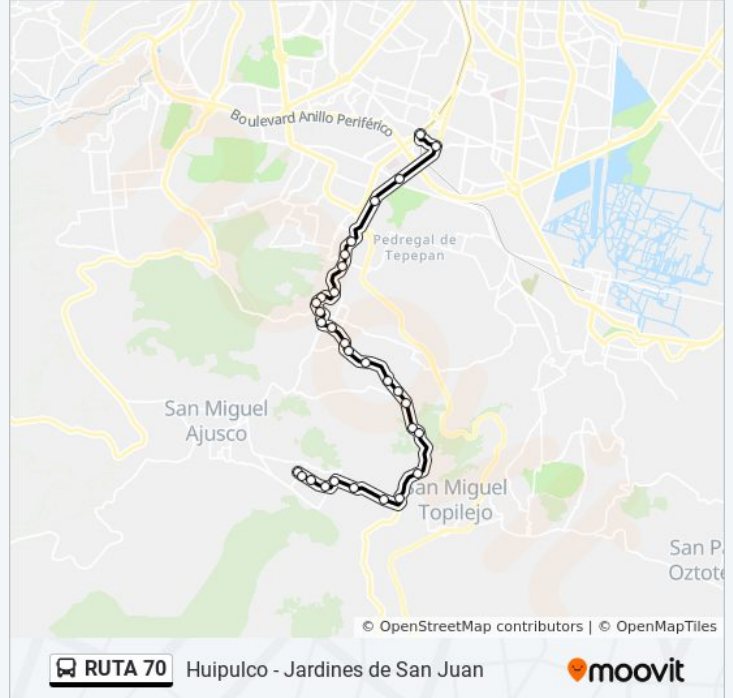 Boulevard Anillo Periférico
Pedregal de
Tepepan
San Miguel
Ajusco
San Miguel
Topilejo
San P
Oztote
© OpenStreetMap contributors | © OpenMapTiles
RUTA 70 Huipulco - Jardines de San Juan moovit